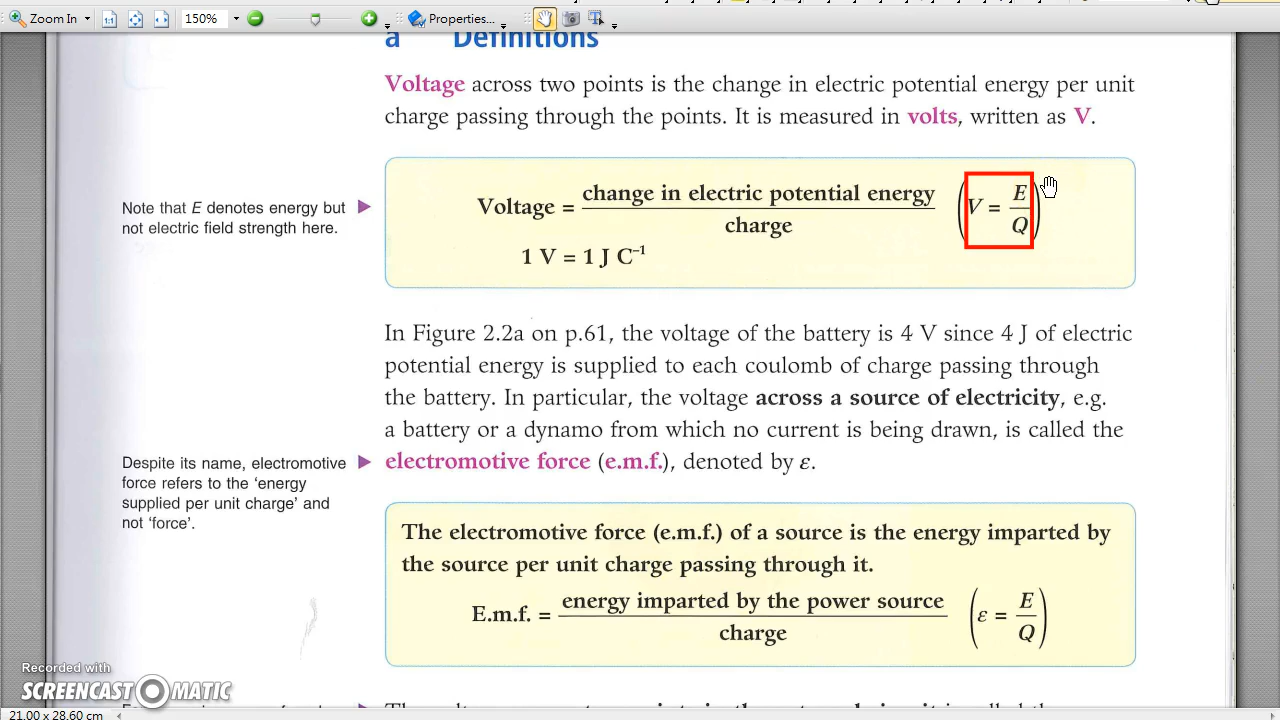 Zoom In
150%
Properties...
a Definitions
Voltage across two points is the change in electric potential energy per unit
charge passing through the points. It is measured in volts, written as V.
Note that E denotes energy but
not electric field strength here.
Voltage = change in electric potential energy / charge (V = E/Q)
1 V = 1 J C⁻¹
In Figure 2.2a on p.61, the voltage of the battery is 4 V since 4 J of electric
potential energy is supplied to each coulomb of charge passing through
the battery. In particular, the voltage across a source of electricity, e.g.
a battery or a dynamo from which no current is being drawn, is called the
electromotive force (e.m.f.), denoted by ε.
Despite its name, electromotive
force refers to the ‘energy
supplied per unit charge’ and
not ‘force’.
The electromotive force (e.m.f.) of a source is the energy imparted by
the source per unit charge passing through it.
E.m.f. = energy imparted by the power source / charge (ε = E/Q)
Recorded with
SCREENCAST O MATIC
21.00 x 28.60 cm